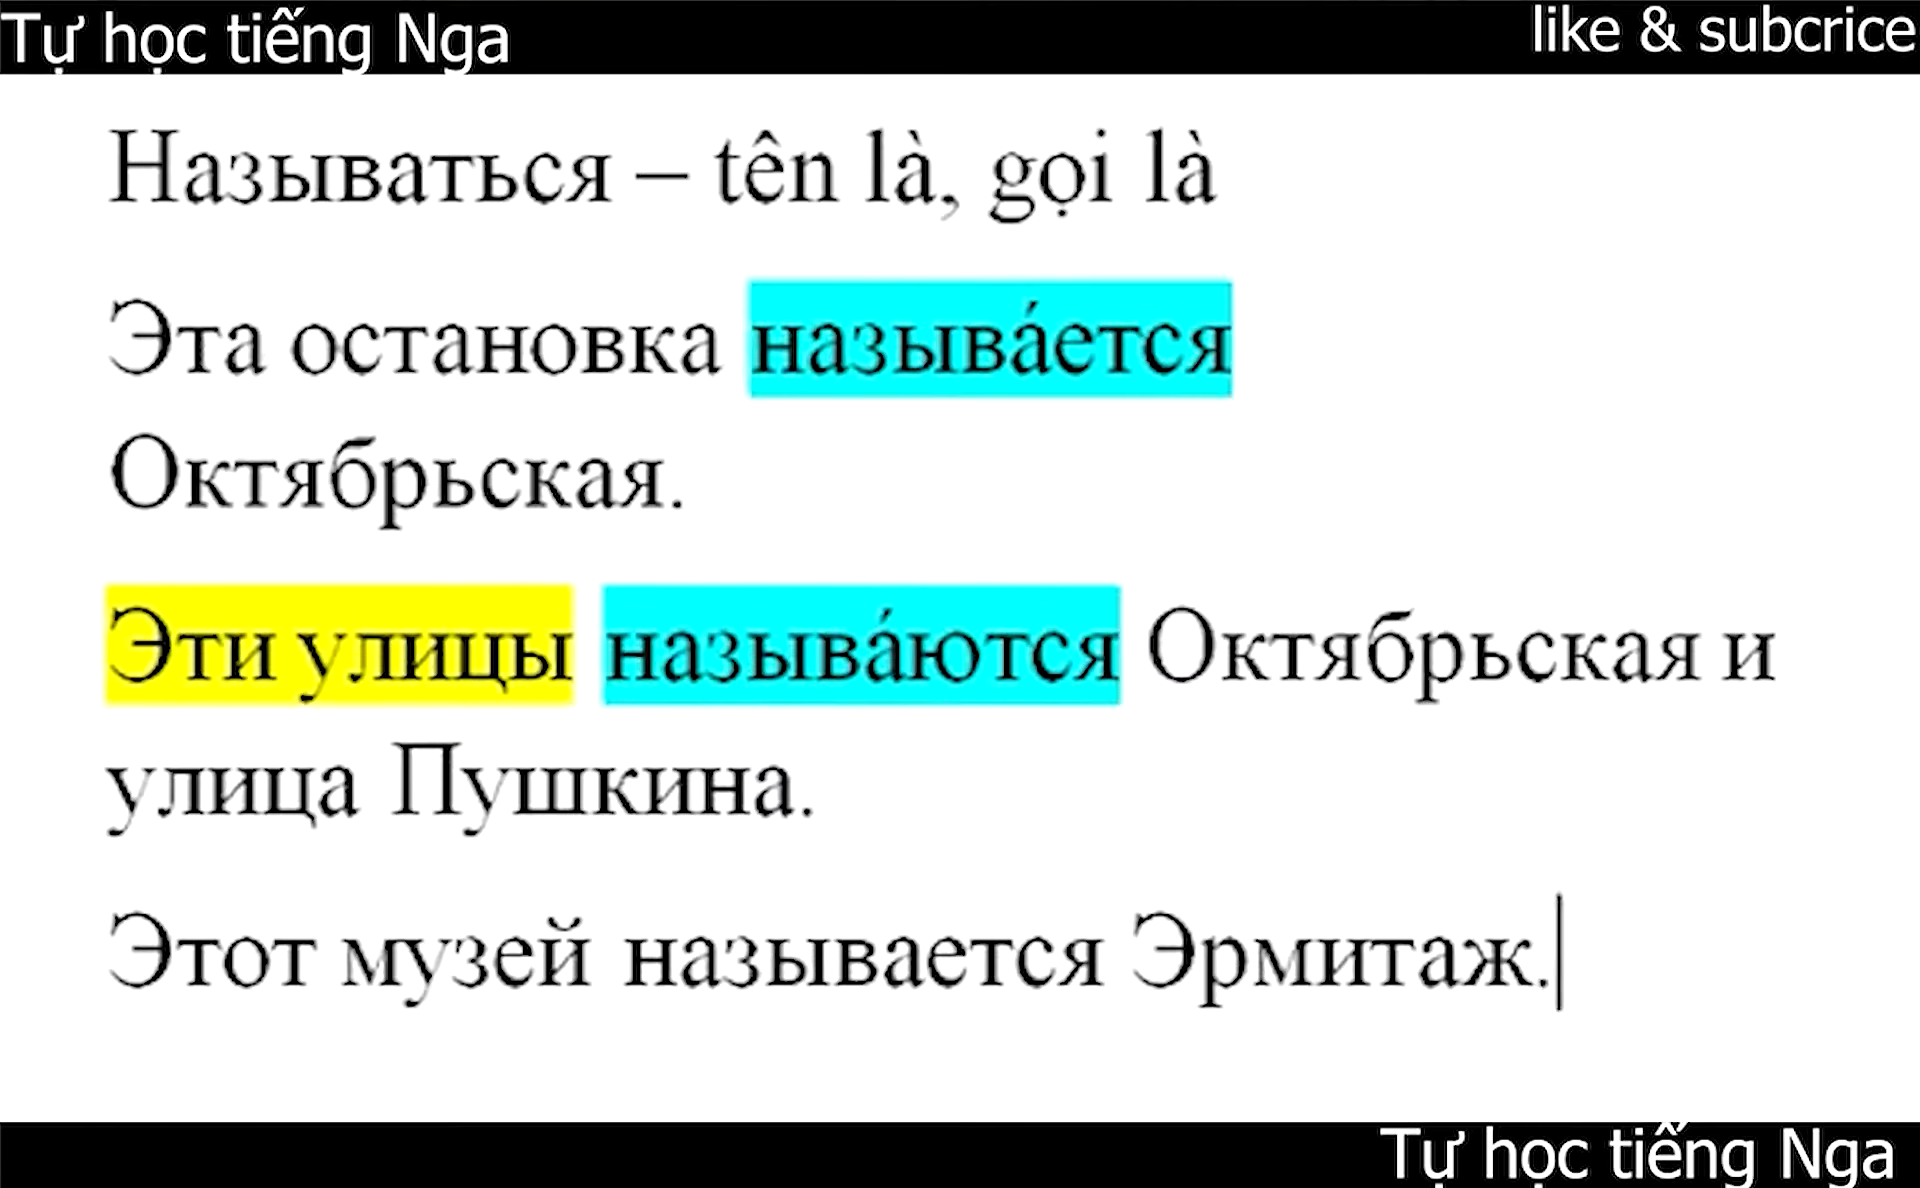 Tự học tiếng Nga
like & subcrice
Называться – tên là, gọi là
Эта остановка назывáется
Октябрьская.
Эти улицы назывáются Октябрьская и
улица Пушкина.
Этот музей называется Эрмитаж.
Tự học tiếng Nga